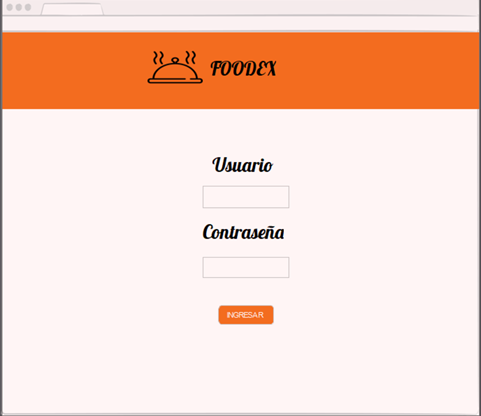 FOODEX
Usuario
Contraseña
INGRESAR